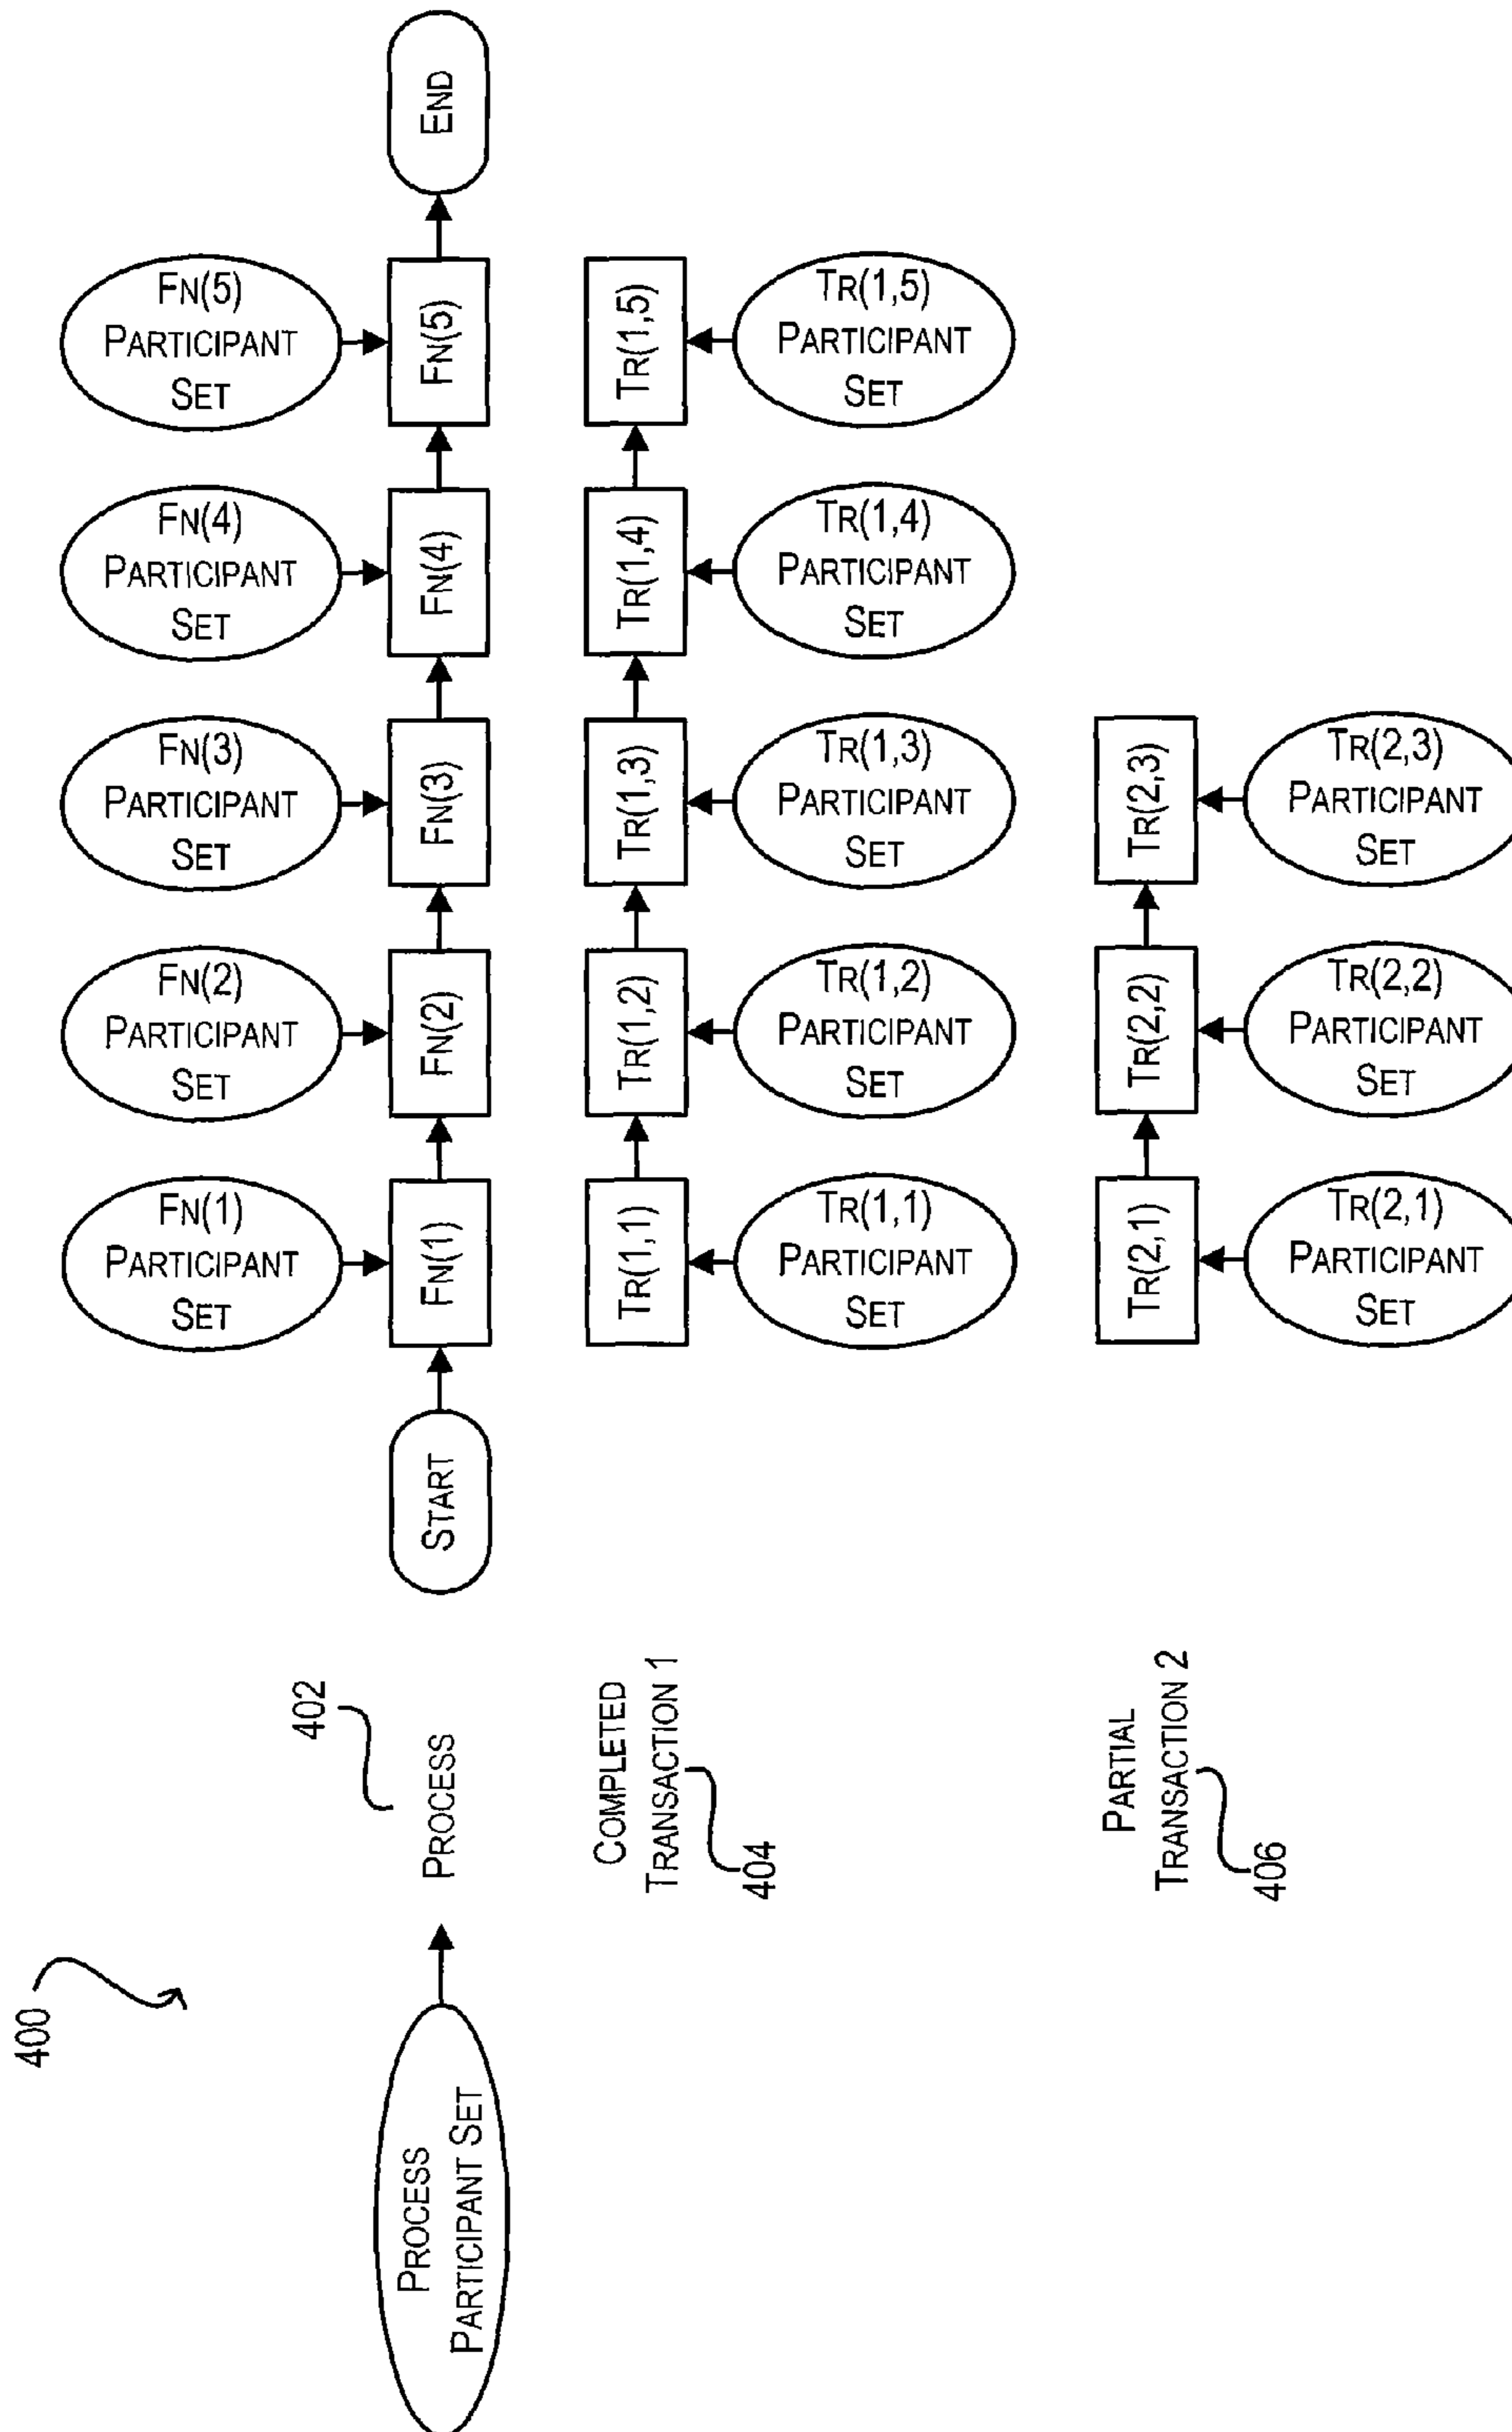 400
PROCESS
PARTICIPANT SET
402
PROCESS
START
FN(1)
PARTICIPANT
SET
FN(1)
FN(2)
PARTICIPANT
SET
FN(2)
FN(3)
PARTICIPANT
SET
FN(3)
FN(4)
PARTICIPANT
SET
FN(4)
FN(5)
PARTICIPANT
SET
FN(5)
END
COMPLETED
TRANSACTION 1
404
TR(1,1)
TR(1,2)
TR(1,3)
TR(1,4)
TR(1,5)
TR(1,1)
PARTICIPANT
SET
TR(1,2)
PARTICIPANT
SET
TR(1,3)
PARTICIPANT
SET
TR(1,4)
PARTICIPANT
SET
TR(1,5)
PARTICIPANT
SET
PARTIAL
TRANSACTION 2
406
TR(2,1)
TR(2,2)
TR(2,3)
TR(2,1)
PARTICIPANT
SET
TR(2,2)
PARTICIPANT
SET
TR(2,3)
PARTICIPANT
SET